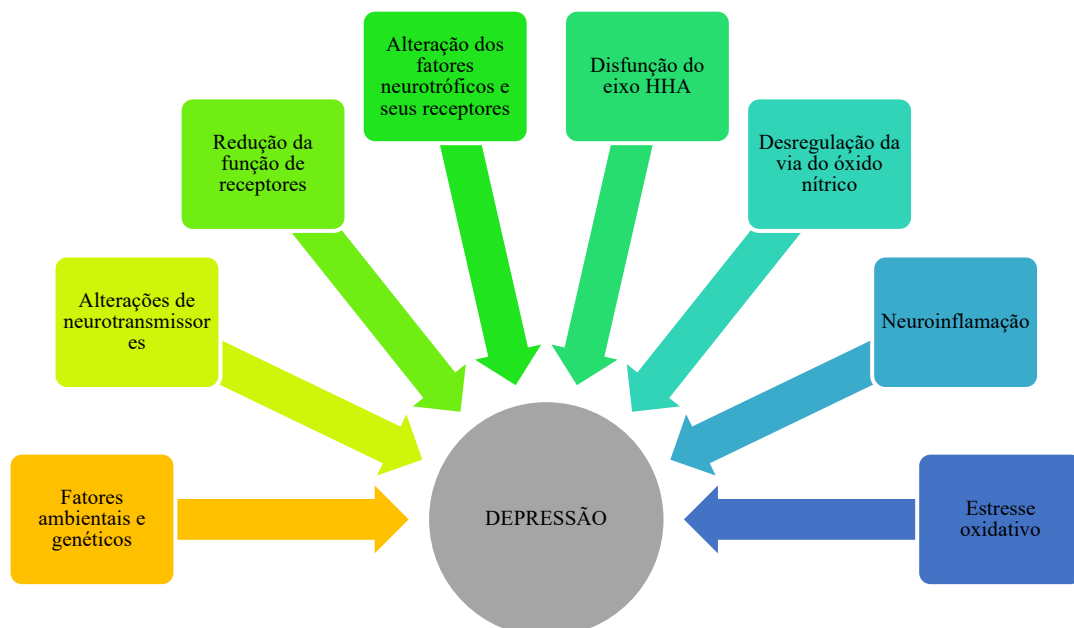 Alteração dos
fatores
neurotróficos e
seus receptores
Disfunção do
eixo HHA
Redução da
função de
receptores
Desregulação da
via do óxido
nítrico
Alterações de
neurotransmissor
es
Neuroinflamação
Fatores
ambientais e
genéticos
DEPRESSÃO
Estresse
oxidativo